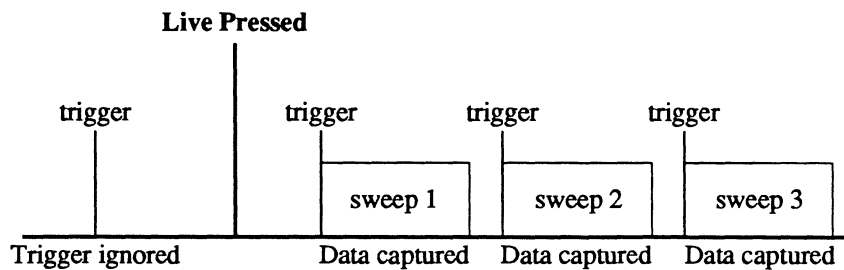 Live Pressed
trigger trigger trigger trigger
sweep 1 sweep 2 sweep 3
Trigger ignored Data captured Data captured Data captured